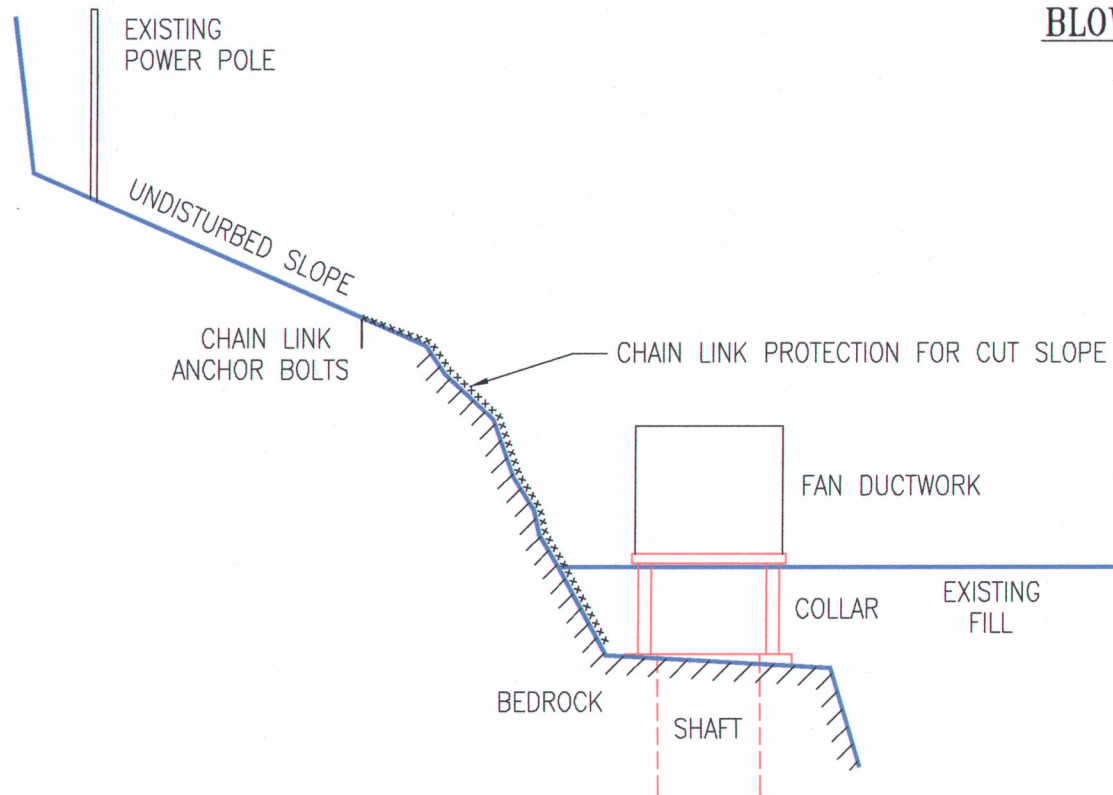 BLOW
EXISTING
POWER POLE
UNDISTURBED SLOPE
CHAIN LINK
ANCHOR BOLTS
CHAIN LINK PROTECTION FOR CUT SLOPE
FAN DUCTWORK
COLLAR
EXISTING
FILL
BEDROCK
SHAFT